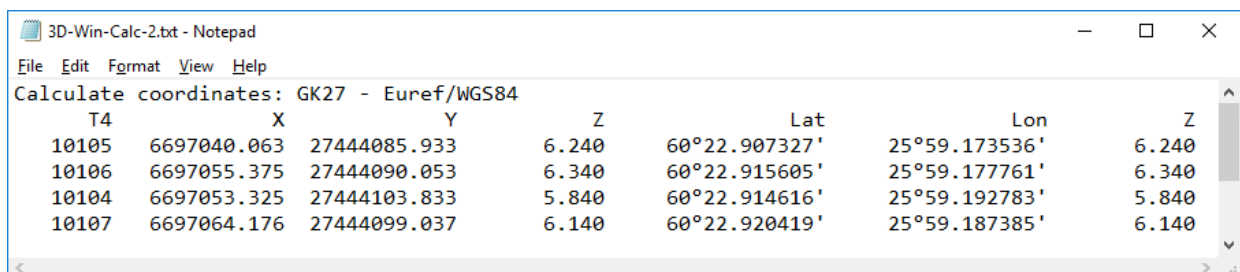 3D-Win-Calc-2.txt - Notepad
File Edit Format View Help
Calculate coordinates: GK27 - Euref/WGS84
T4 X Y Z Lat Lon Z
10105 6697040.063 27444085.933 6.240 60°22.907327' 25°59.173536' 6.240
10106 6697055.375 27444090.053 6.340 60°22.915605' 25°59.177761' 6.340
10104 6697053.325 27444103.833 5.840 60°22.914616' 25°59.192783' 5.840
10107 6697064.176 27444099.037 6.140 60°22.920419' 25°59.187385' 6.140